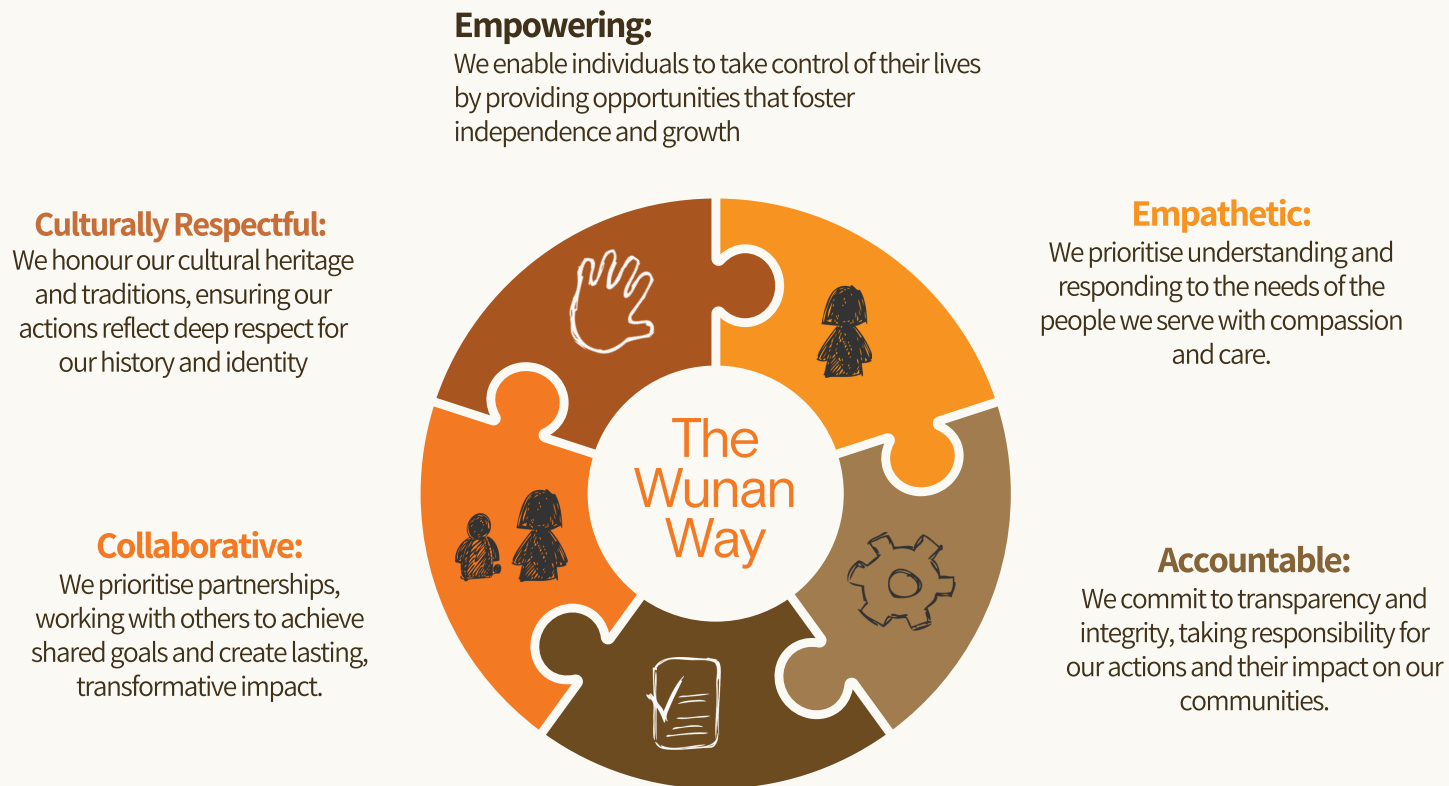 Empowering:
We enable individuals to take control of their lives
by providing opportunities that foster
independence and growth
Culturally Respectful:
We honour our cultural heritage
and traditions, ensuring our
actions reflect deep respect for
our history and identity
Empathetic:
We prioritise understanding and
responding to the needs of the
people we serve with compassion
and care.
The
Wunan
Way
Collaborative:
We prioritise partnerships,
working with others to achieve
shared goals and create lasting,
transformative impact.
Accountable:
We commit to transparency and
integrity, taking responsibility for
our actions and their impact on our
communities.